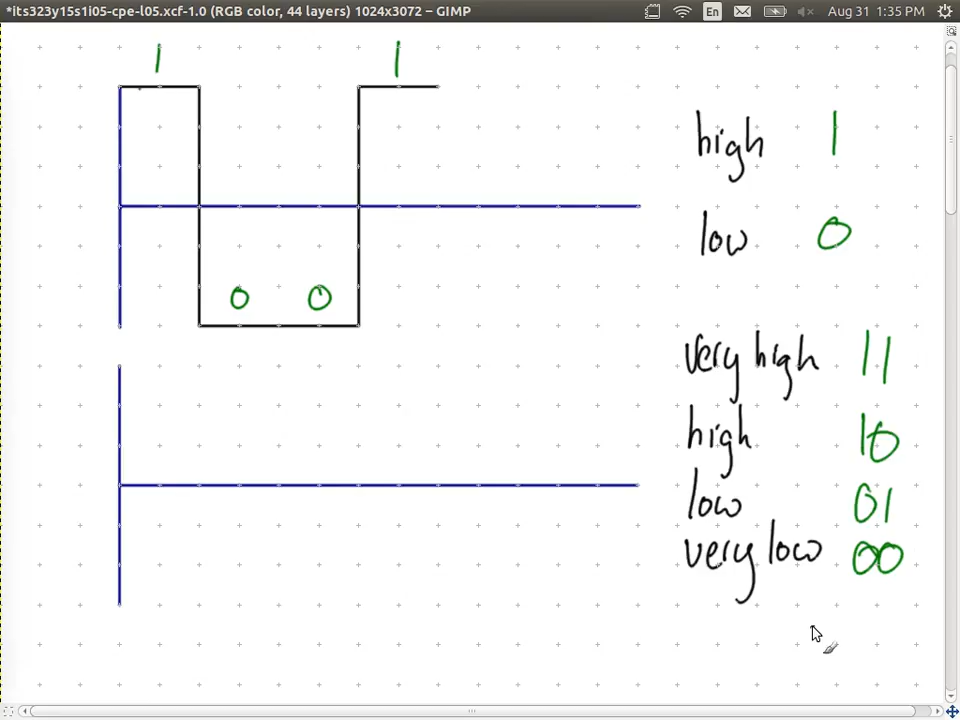 *its323y15s1i05-cpe-l05.xcf-1.0 (RGB color, 44 layers) 1024x3072 – GIMP En Aug 31 1:35 PM
1 1
high 1
low 0
0 0
very high 11
high 10
low 01
very low 00